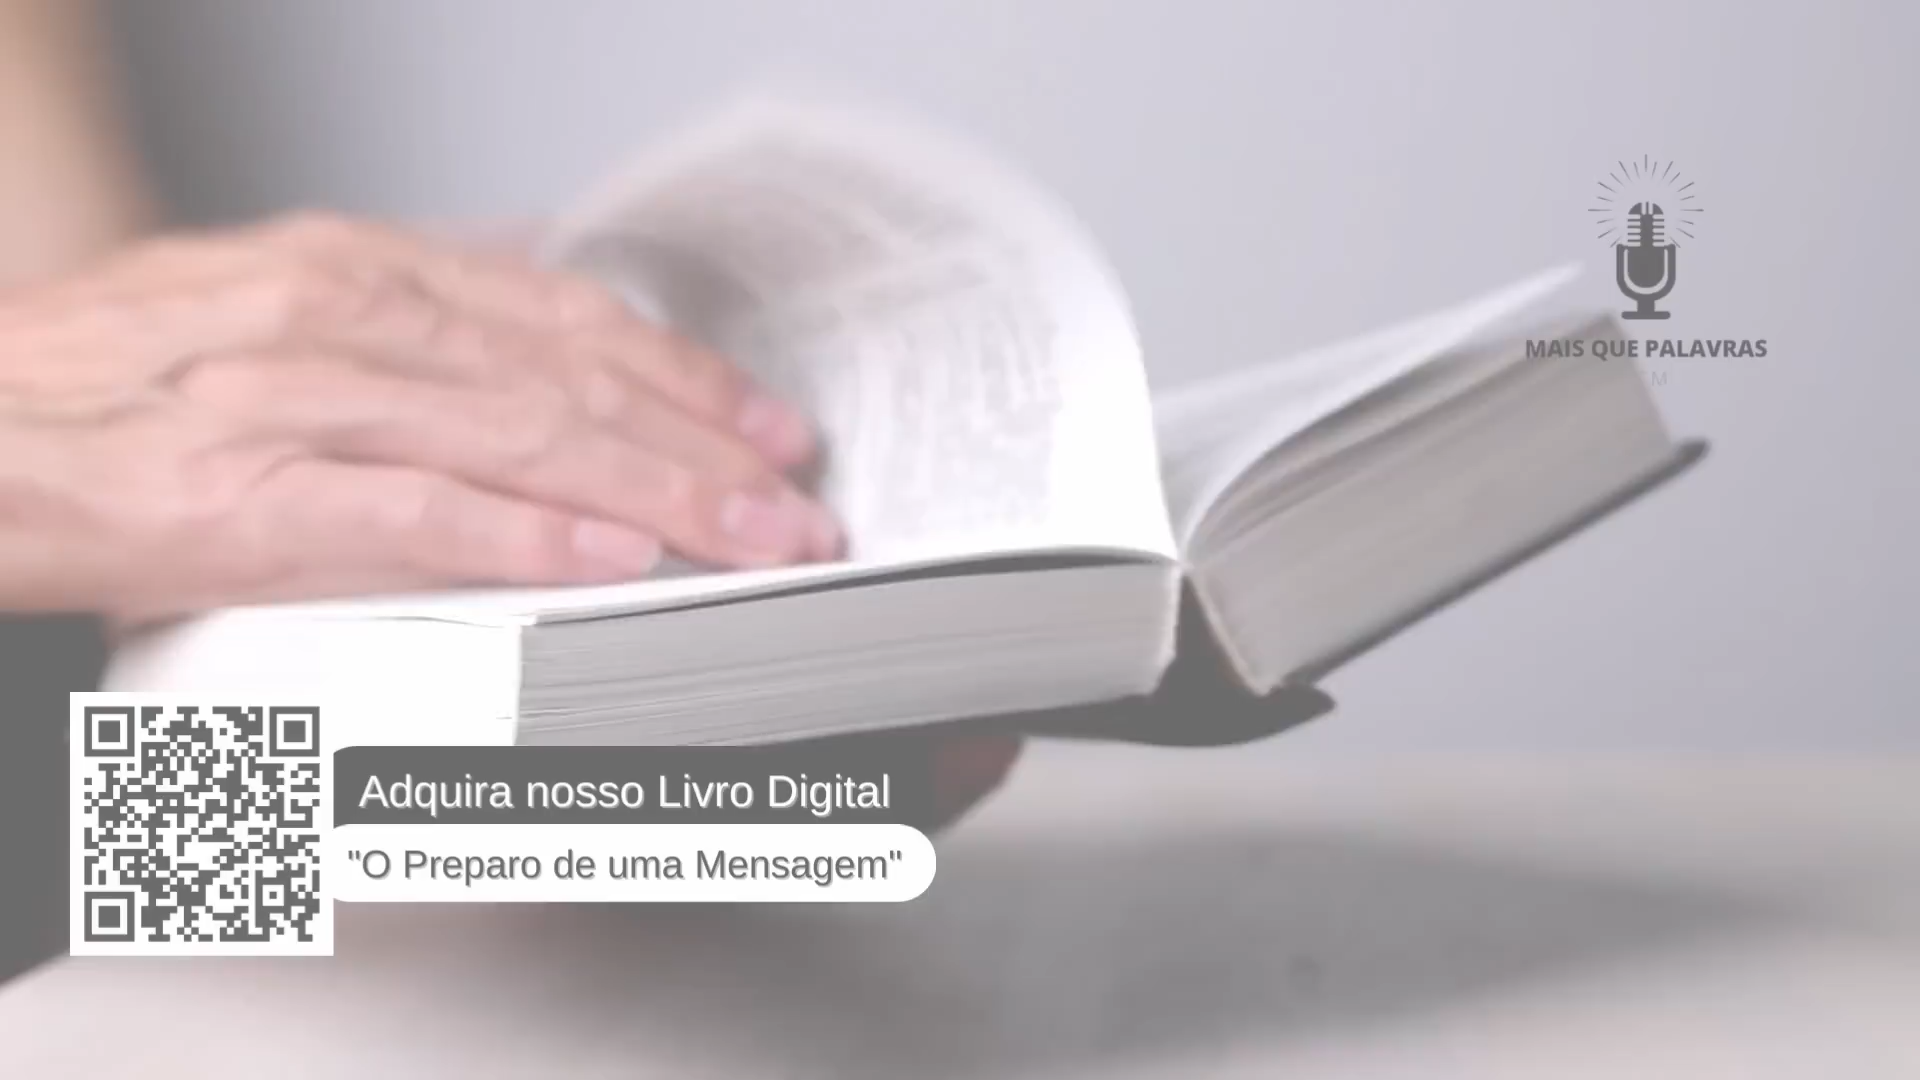 MAIS QUE PALAVRAS
Adquira nosso Livro Digital
"O Preparo de uma Mensagem"